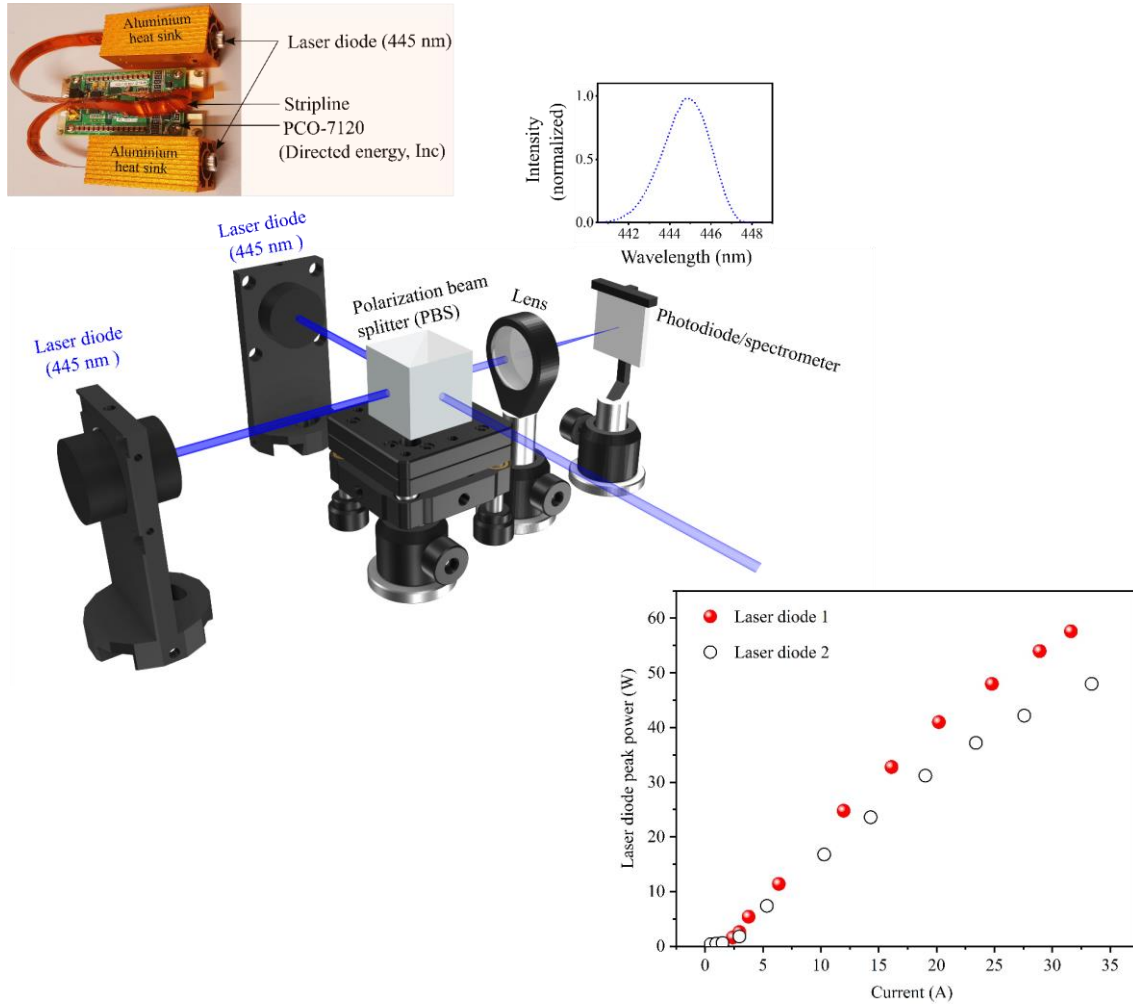 Aluminium
heat sink
Laser diode (445 nm)
Stripline
PCO-7120
(Directed energy, Inc)
Aluminium
heat sink
Intensity
(normalized)
1.0
0.5
0.0
442 444 446 448
Wavelength (nm)
Laser diode
(445 nm )
Laser diode
(445 nm )
Polarization beam
splitter (PBS)
Lens
Photodiode/spectrometer
Laser diode peak power (W)
60
50
40
30
20
10
0
Laser diode 1
Laser diode 2
0 5 10 15 20 25 30 35
Current (A)